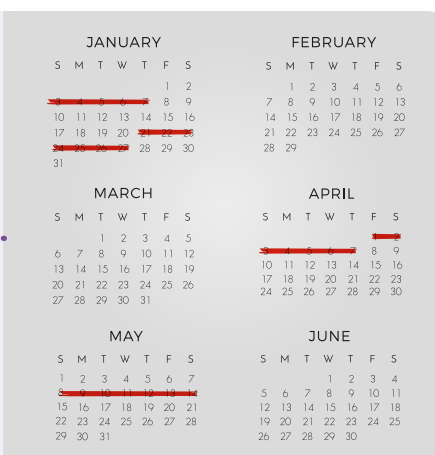 JANUARY
S M T W T F S
1 2
3 4 5 6 7 8 9
10 11 12 13 14 15 16
17 18 19 20 21 22 23
24 25 26 27 28 29 30
31
FEBRUARY
S M T W T F S
1 2 3 4 5 6
7 8 9 10 11 12 13
14 15 16 17 18 19 20
21 22 23 24 25 26 27
28 29
MARCH
S M T W T F S
1 2 3 4 5
6 7 8 9 10 11 12
13 14 15 16 17 18 19
20 21 22 23 24 25 26
27 28 29 30 31
APRIL
S M T W T F S
1 2
3 4 5 6 7 8 9
10 11 12 13 14 15 16
17 18 19 20 21 22 23
24 25 26 27 28 29 30
MAY
S M T W T F S
1 2 3 4 5 6 7
8 9 10 11 12 13 14
15 16 17 18 19 20 21
22 23 24 25 26 27 28
29 30 31
JUNE
S M T W T F S
1 2 3 4
5 6 7 8 9 10 11
12 13 14 15 16 17 18
19 20 21 22 23 24 25
26 27 28 29 30